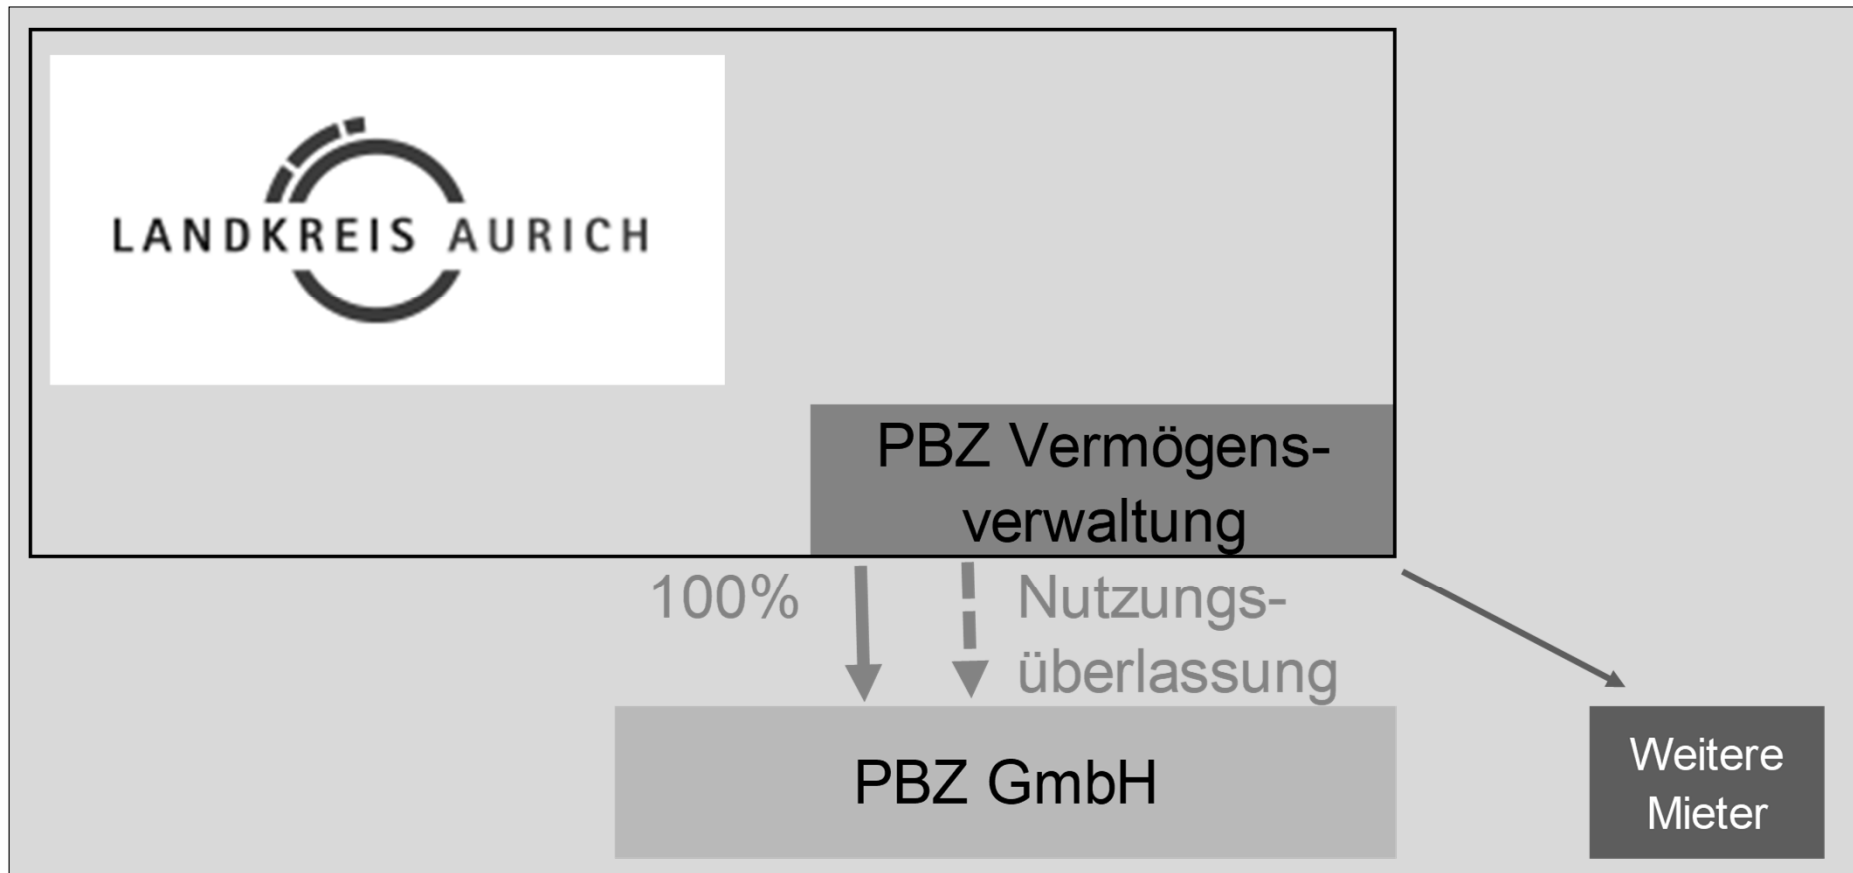 LANDKREIS AURICH
PBZ Vermögens-
verwaltung
100%
Nutzungs-
überlassung
PBZ GmbH
Weitere
Mieter